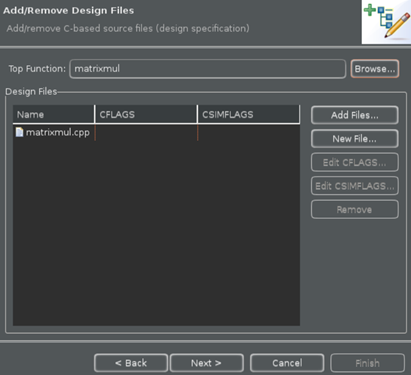 Add/Remove Design Files
Add/remove C-based source files (design specification)
Top Function: matrixmul Browse...
Design Files
Name CFLAGS CSIMFLAGS Add Files...
matrixmul.cpp New File...
Edit CFLAGS...
Edit CSIMFLAGS...
Remove
< Back Next > Cancel Finish